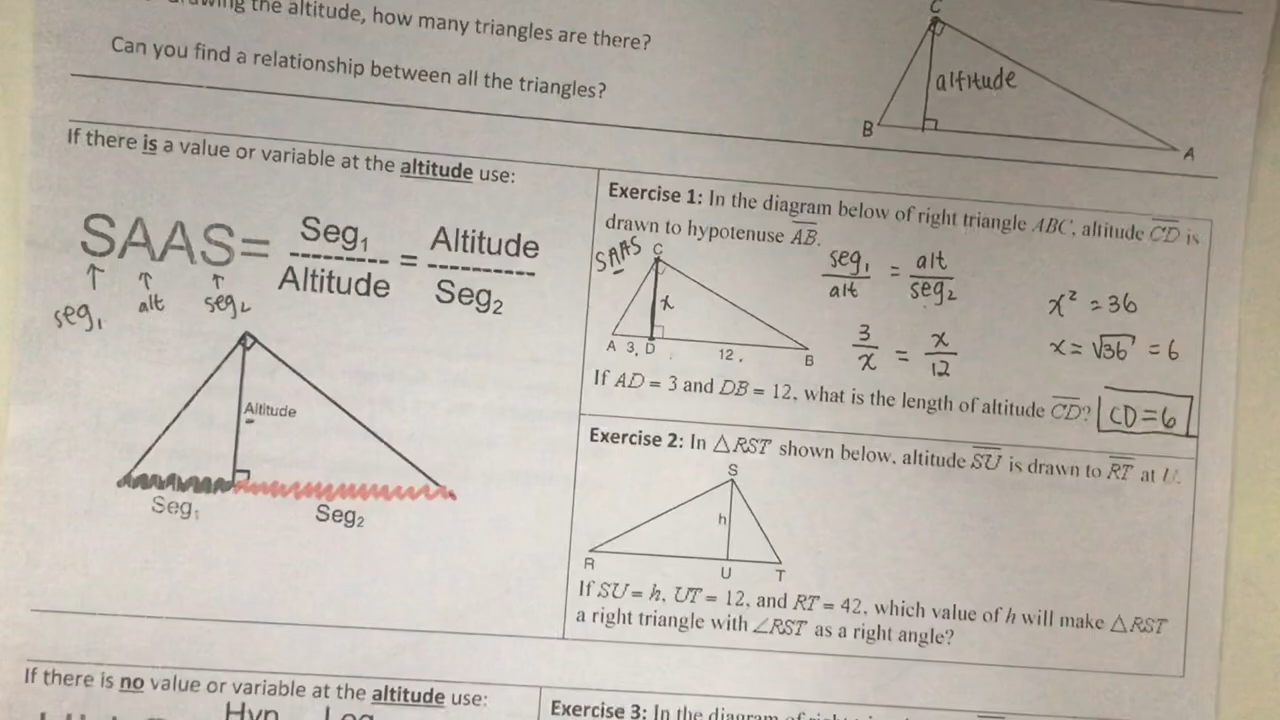 the altitude, how many triangles are there?
Can you find a relationship between all the triangles?
C
altitude
B
A
If there is a value or variable at the altitude use:
SAAS= Seg1 / Altitude = Altitude / Seg2
seg1 alt seg2
Altitude
Seg1 Seg2
Exercise 1: In the diagram below of right triangle ABC, altitude CD is
drawn to hypotenuse AB.
SAAS C
x
A 3, D 12, B
seg1 / alt = alt / seg2
3 / x = x / 12
x² = 36
x = √36 = 6
If AD = 3 and DB = 12, what is the length of altitude CD? CD=6
Exercise 2: In △RST shown below, altitude SU is drawn to RT at U.
S
h
R U T
If SU = h, UT = 12, and RT = 42, which value of h will make △RST
a right triangle with ∠RST as a right angle?
If there is no value or variable at the altitude use:
Exercise 3: In the diagram of